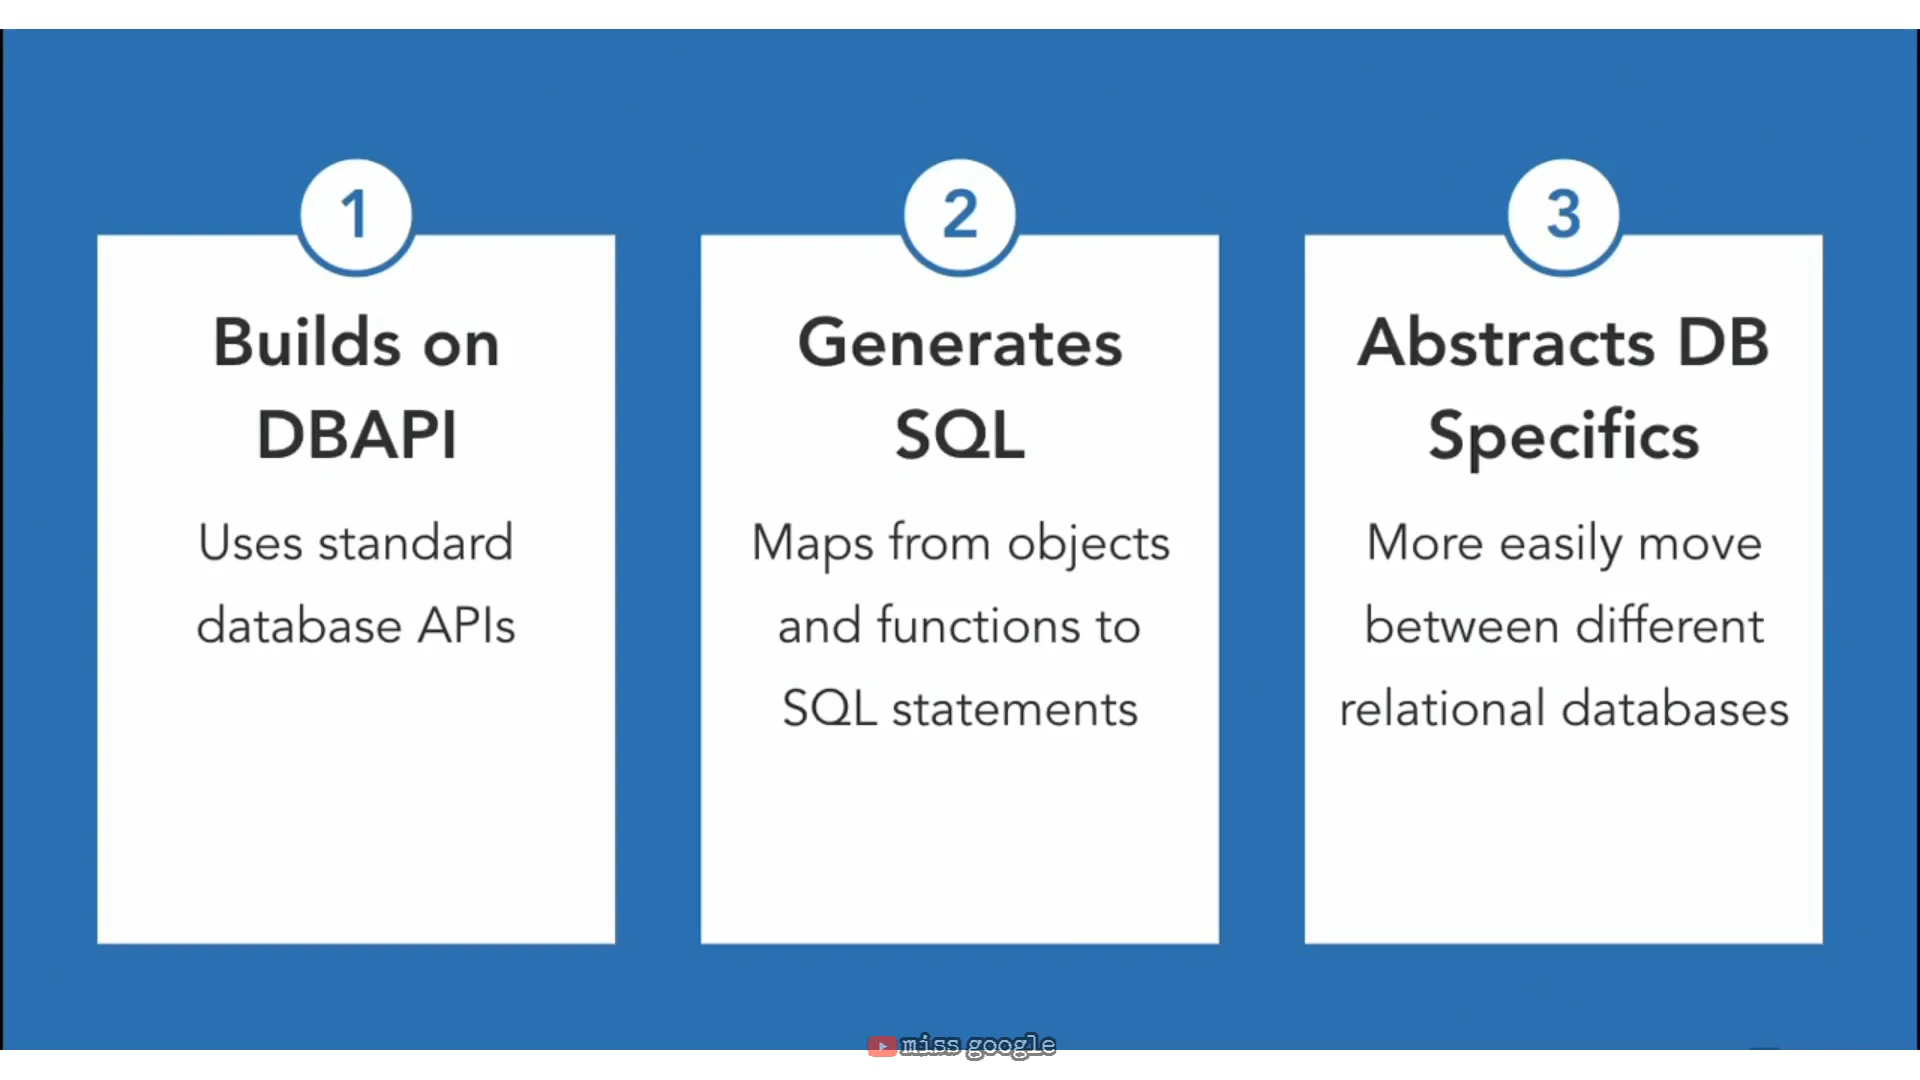 1
Builds on
DBAPI
Uses standard
database APIs
2
Generates
SQL
Maps from objects
and functions to
SQL statements
3
Abstracts DB
Specifics
More easily move
between different
relational databases
miss google